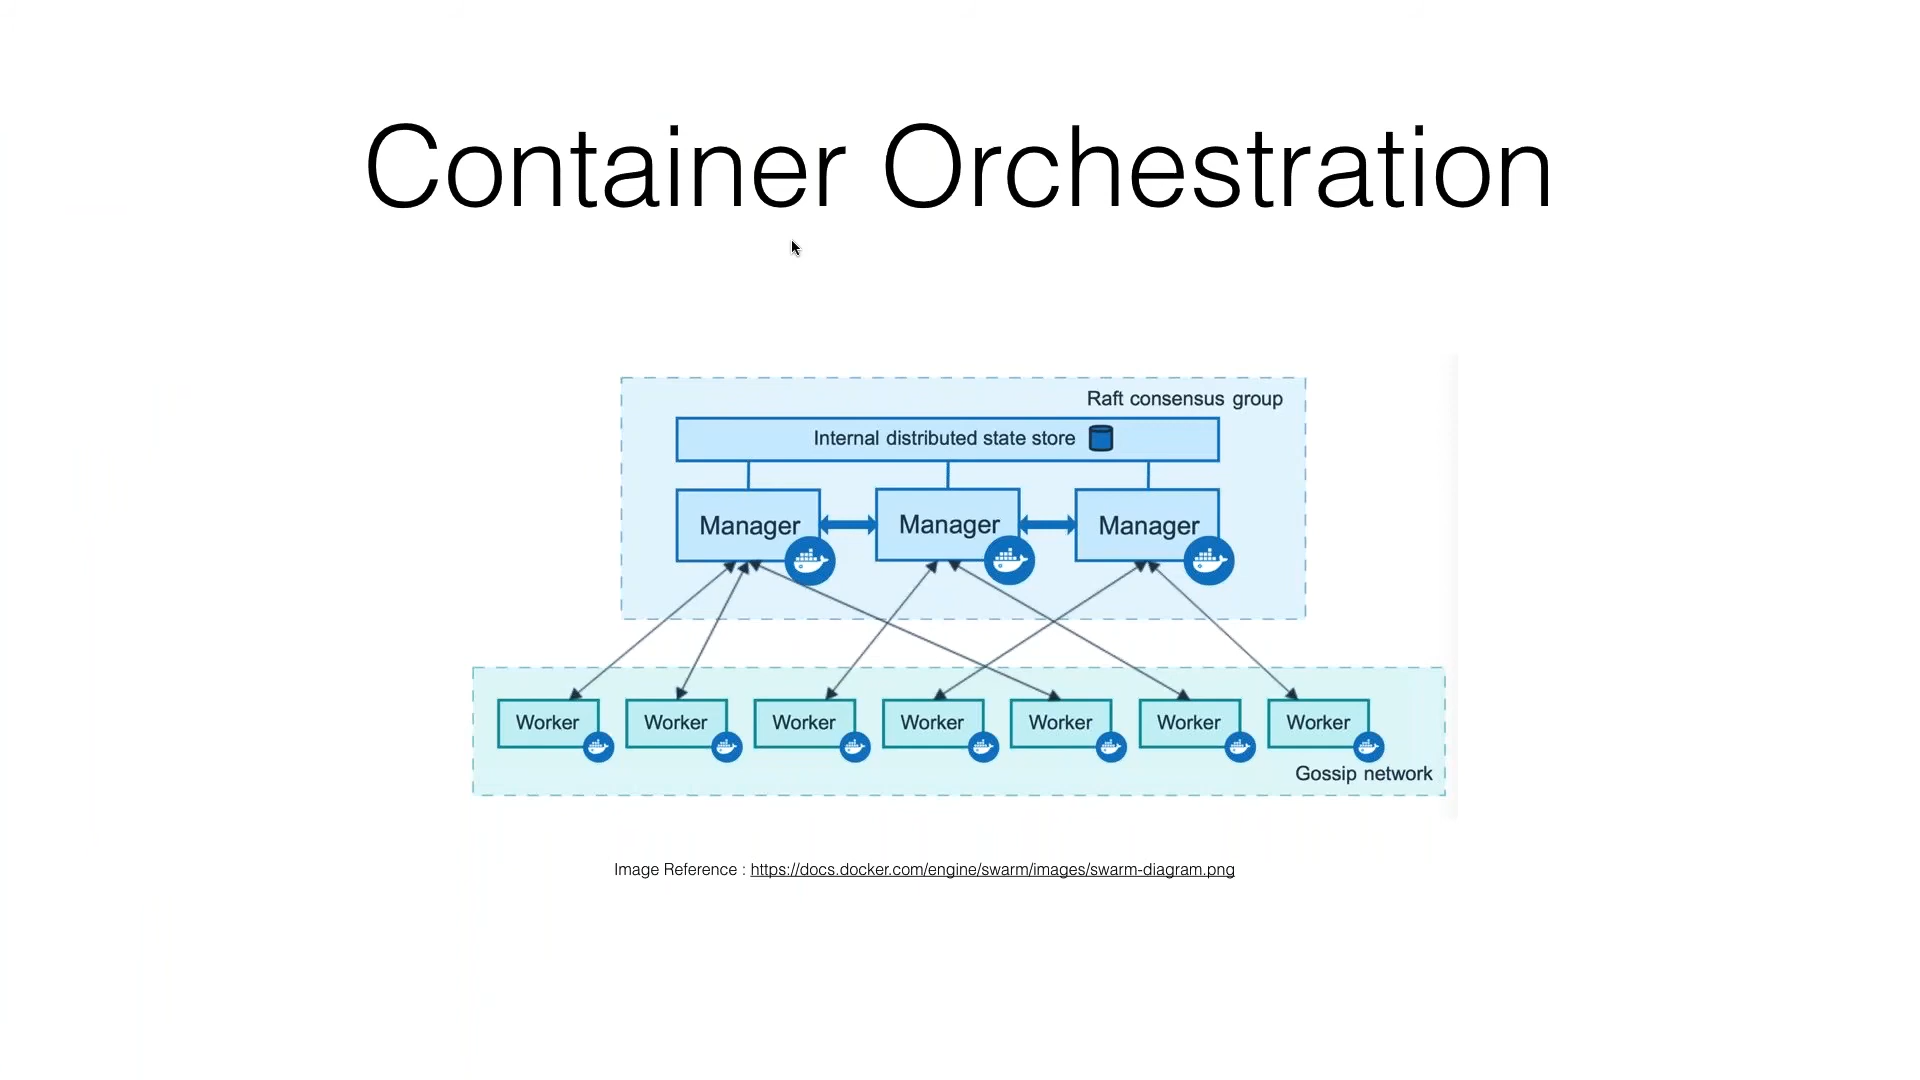 Container Orchestration
Raft consensus group
Internal distributed state store
Manager Manager Manager
Worker Worker Worker Worker Worker Worker Worker
Gossip network
Image Reference : https://docs.docker.com/engine/swarm/images/swarm-diagram.png